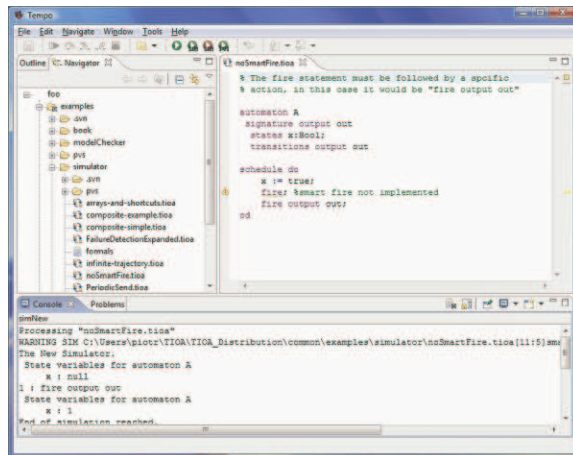 Tempo
File Edit Navigate Window Tools Help
Outline Navigator
foo
examples
.svn
book
modelChecker
pvs
simulator
.svn
pvs
arrays-and-shortcuts.tioa
composite-example.tioa
composite-simple.tioa
FailureDetectionExpanded.tioa
formals
infinite-trajectory.tioa
noSmartFire.tioa
PeriodicSend.tioa
noSmartFire.tioa
% The fire statement must be followed by a spcific
% action, in this case it would be "fire output out"
automaton A
signature output out
states x:Bool;
transitions output out
schedule do
x := true;
fire; %smart fire not implemented
fire output out;
od
Console Problems
simNew
Processing "noSmartFire.tioa"
WARNING SIM C:\Users\piotr\TIOA\TIOA_Distribution\common\examples\simulator\noSmartFire.tioa[11:5]sma
The New Simulator.
State variables for automaton A
x : null
1 : fire output out
State variables for automaton A
x : 1
End of simulation reached.